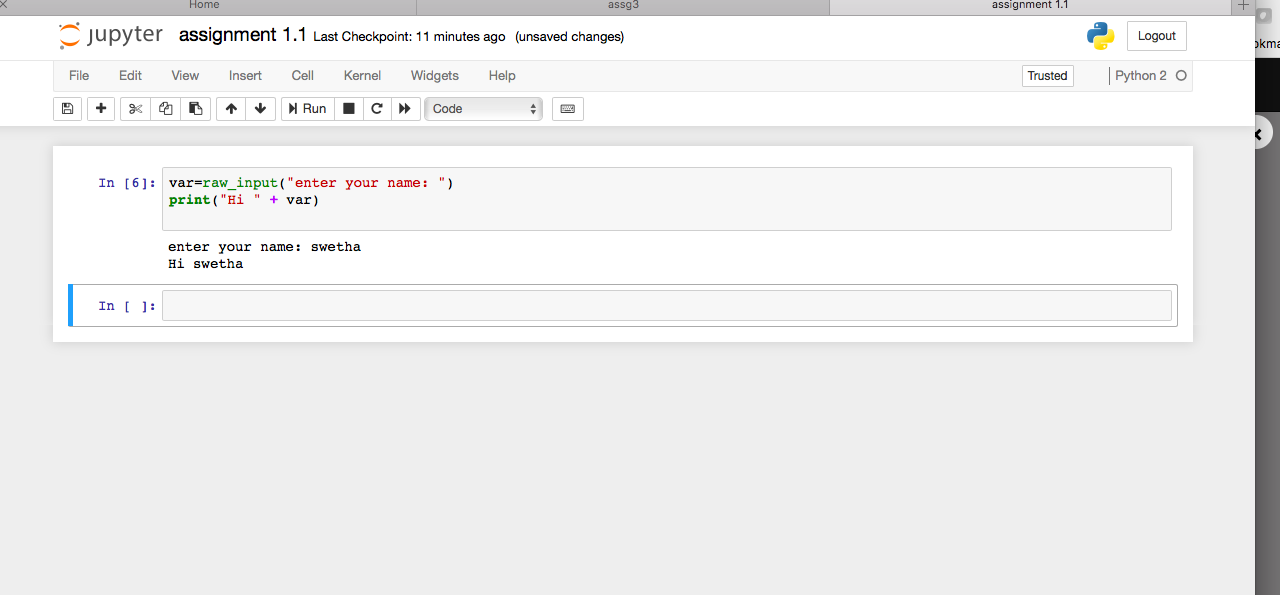 Home
assg3
assignment 1.1
jupyter assignment 1.1 Last Checkpoint: 11 minutes ago (unsaved changes)
Logout
File Edit View Insert Cell Kernel Widgets Help
Trusted
Python 2
Run
Code
In [6]: var=raw_input("enter your name: ")
print("Hi " + var)
enter your name: swetha
Hi swetha
In [ ]: